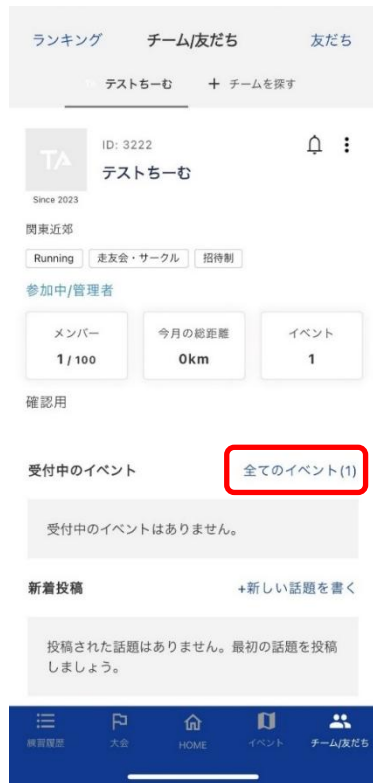 ランキング チーム/友だち 友だち
テストちーむ + チームを探す
TA
ID: 3222
テストちーむ
Since 2023
関東近郊
Running 走友会・サークル 招待制
参加中/管理者
メンバー 今月の総距離 イベント
1 / 100 0km 1
確認用
受付中のイベント 全てのイベント(1)
受付中のイベントはありません。
新着投稿 +新しい話題を書く
投稿された話題はありません。最初の話題を投稿
しましょう。
練習履歴 大会 HOME イベント チーム/友だち